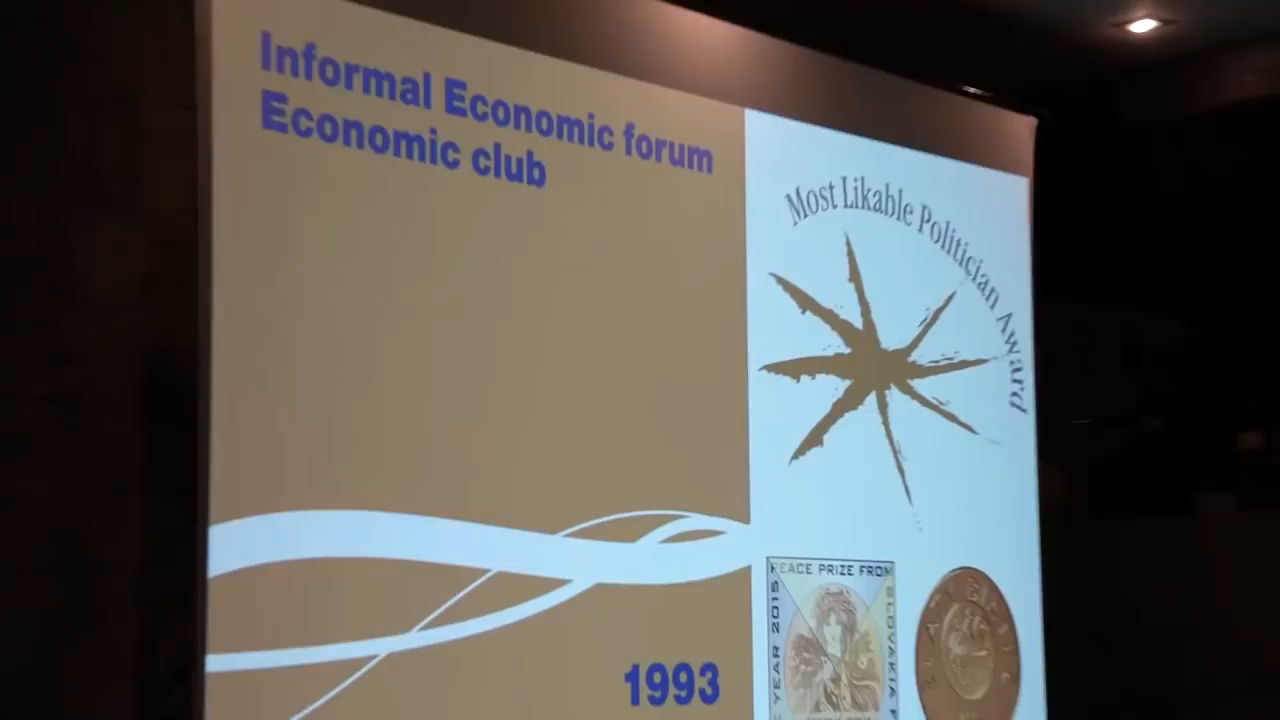 Informal Economic forum
Economic club
1993
Most Likable Politician Award
PEACE PRIZE FROM
SLOVAKIA
YEAR 2015